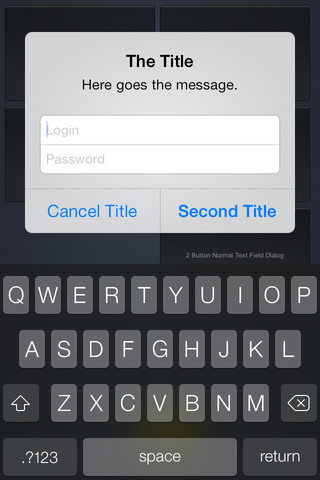 The Title
Here goes the message.
Login
Password
Cancel Title Second Title
2 Button Normal Text Field Dialog
Q W E R T Y U I O P
A S D F G H J K L
Z X C V B N M
.?123 space return